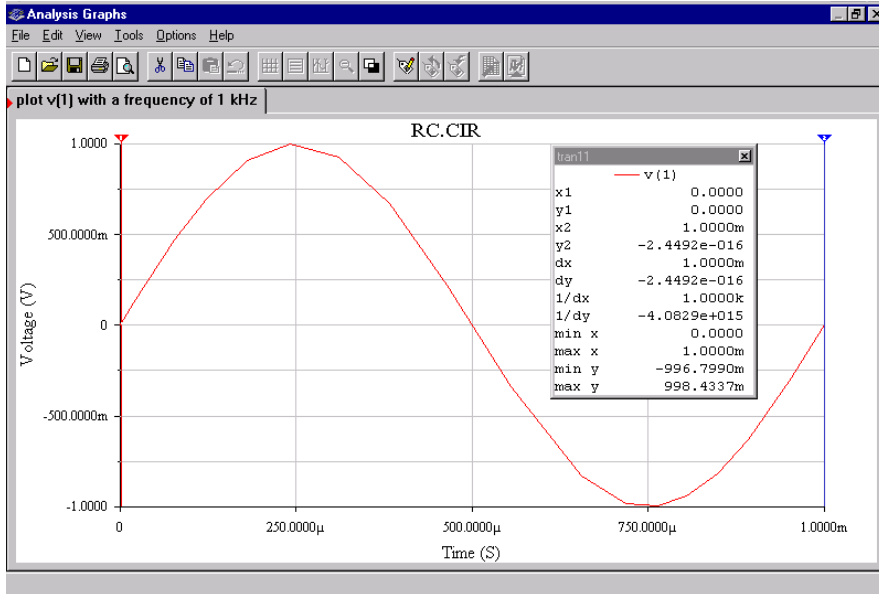 Analysis Graphs
File Edit View Tools Options Help
plot v(1) with a frequency of 1 kHz
RC.CIR
1
2
1.0000
500.0000m
0
-500.0000m
-1.0000
Voltage (V)
0
250.0000µ
500.0000µ
750.0000µ
1.0000m
Time (S)
tran11
v(1)
x1 0.0000
y1 0.0000
x2 1.0000m
y2 -2.4492e-016
dx 1.0000m
dy -2.4492e-016
1/dx 1.0000k
1/dy -4.0829e+015
min x 0.0000
max x 1.0000m
min y -996.7990m
max y 998.4337m